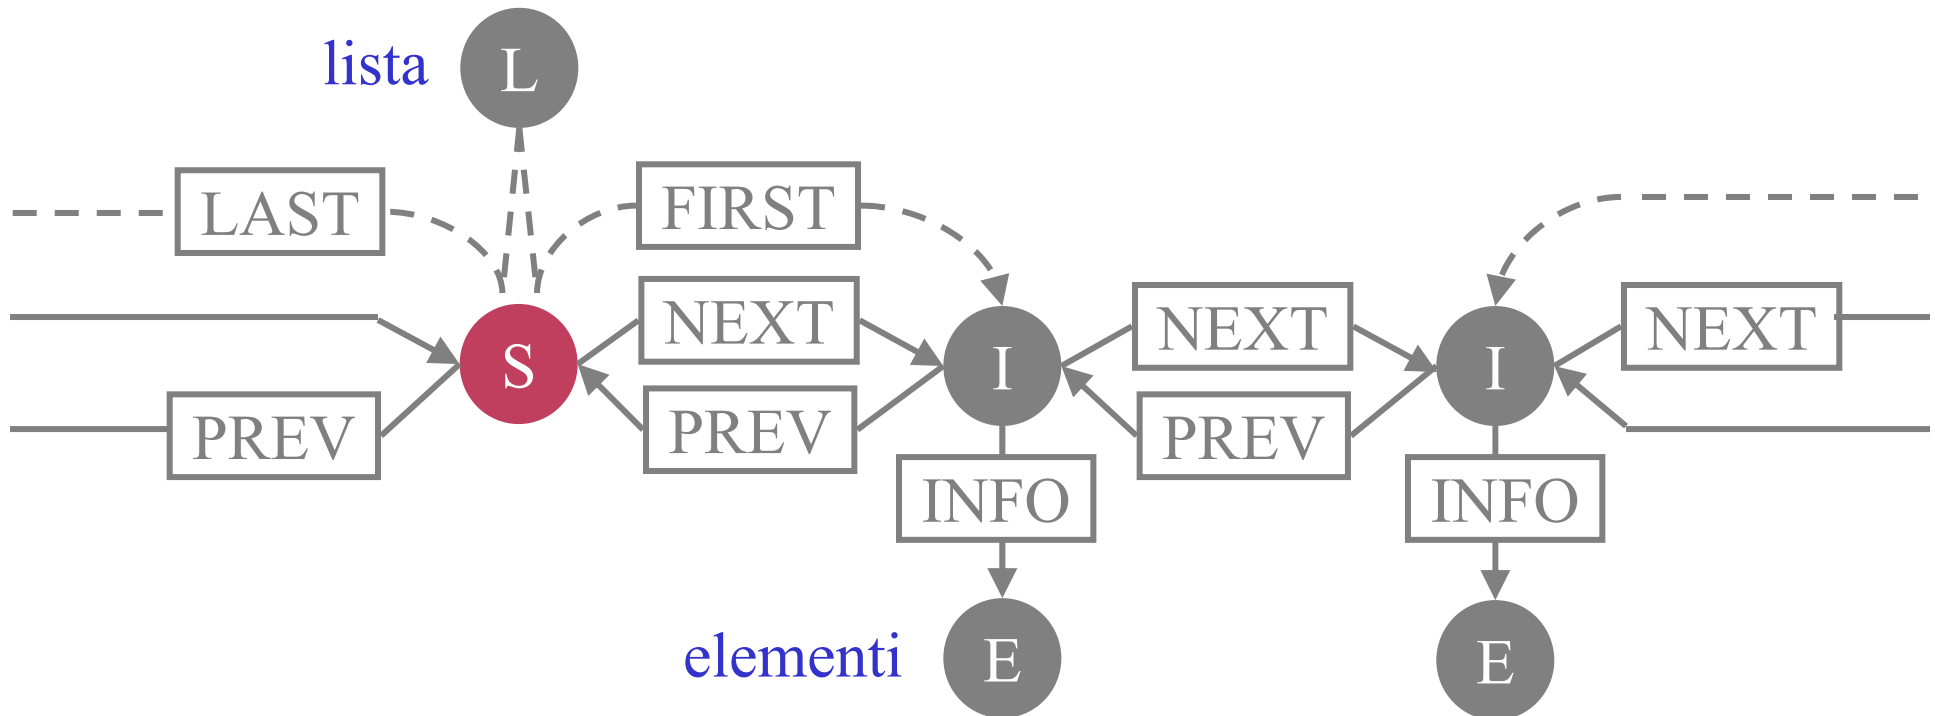 lista
L
LAST
FIRST
NEXT
NEXT
NEXT
S
I
I
PREV
PREV
PREV
INFO
INFO
elementi
E
E